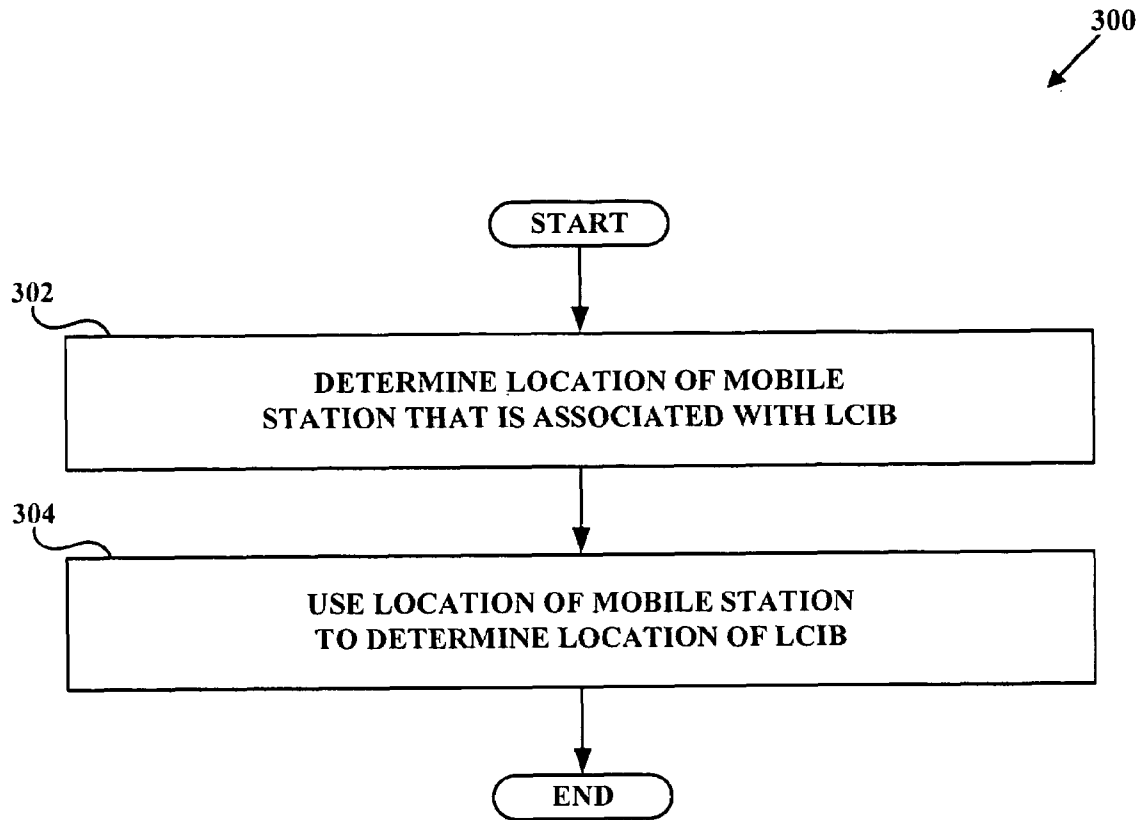 300
START
302
DETERMINE LOCATION OF MOBILE
STATION THAT IS ASSOCIATED WITH LCIB
304
USE LOCATION OF MOBILE STATION
TO DETERMINE LOCATION OF LCIB
END